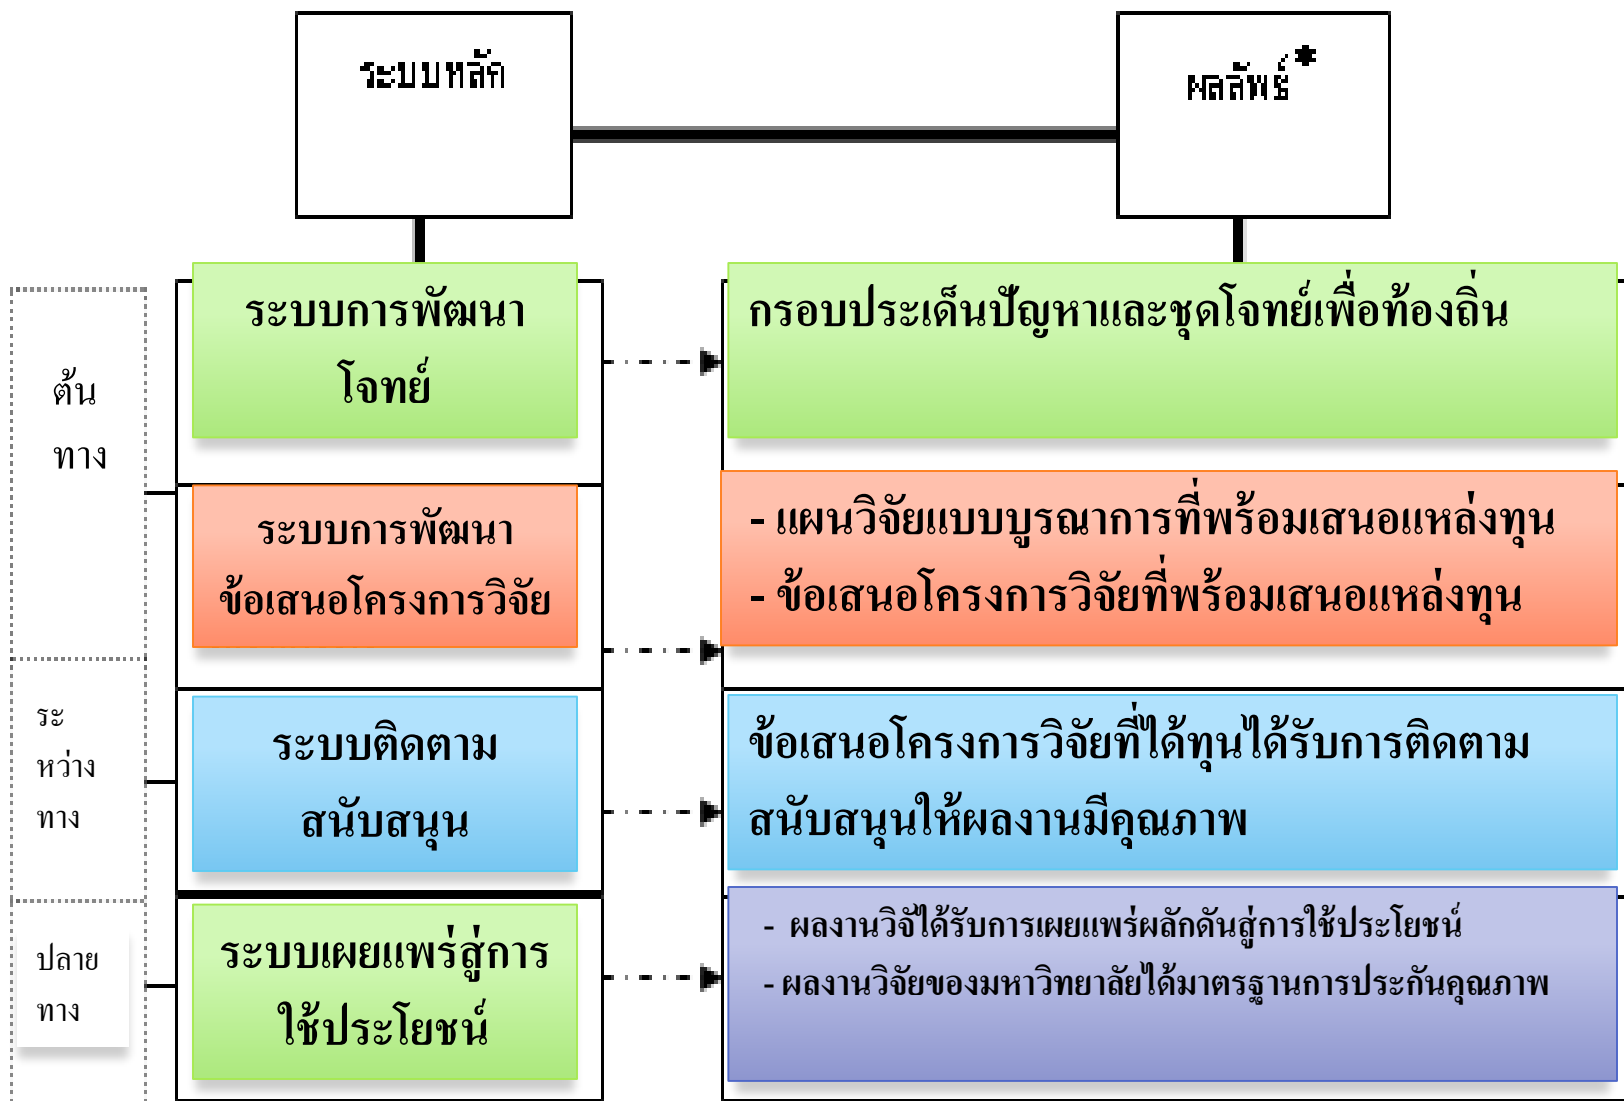 ระบบหลัก
ผลลัพธ์*
ต้น
ทาง
ระบบการพัฒนา
โจทย์
กรอบประเด็นปัญหาและชุดโจทย์เพื่อท้องถิ่น
ระบบการพัฒนา
ข้อเสนอโครงการวิจัย
- แผนวิจัยแบบบูรณาการที่พร้อมเสนอแหล่งทุน
- ข้อเสนอโครงการวิจัยที่พร้อมเสนอแหล่งทุน
ระ
หว่าง
ทาง
ระบบติดตาม
สนับสนุน
ข้อเสนอโครงการวิจัยที่ได้ทุนได้รับการติดตาม
สนับสนุนให้ผลงานมีคุณภาพ
ปลาย
ทาง
ระบบเผยแพร่สู่การ
ใช้ประโยชน์
- ผลงานวิจัได้รับการเผยแพร่ผลักดันสู่การใช้ประโยชน์
- ผลงานวิจัยของมหาวิทยาลัยได้มาตรฐานการประกันคุณภาพ